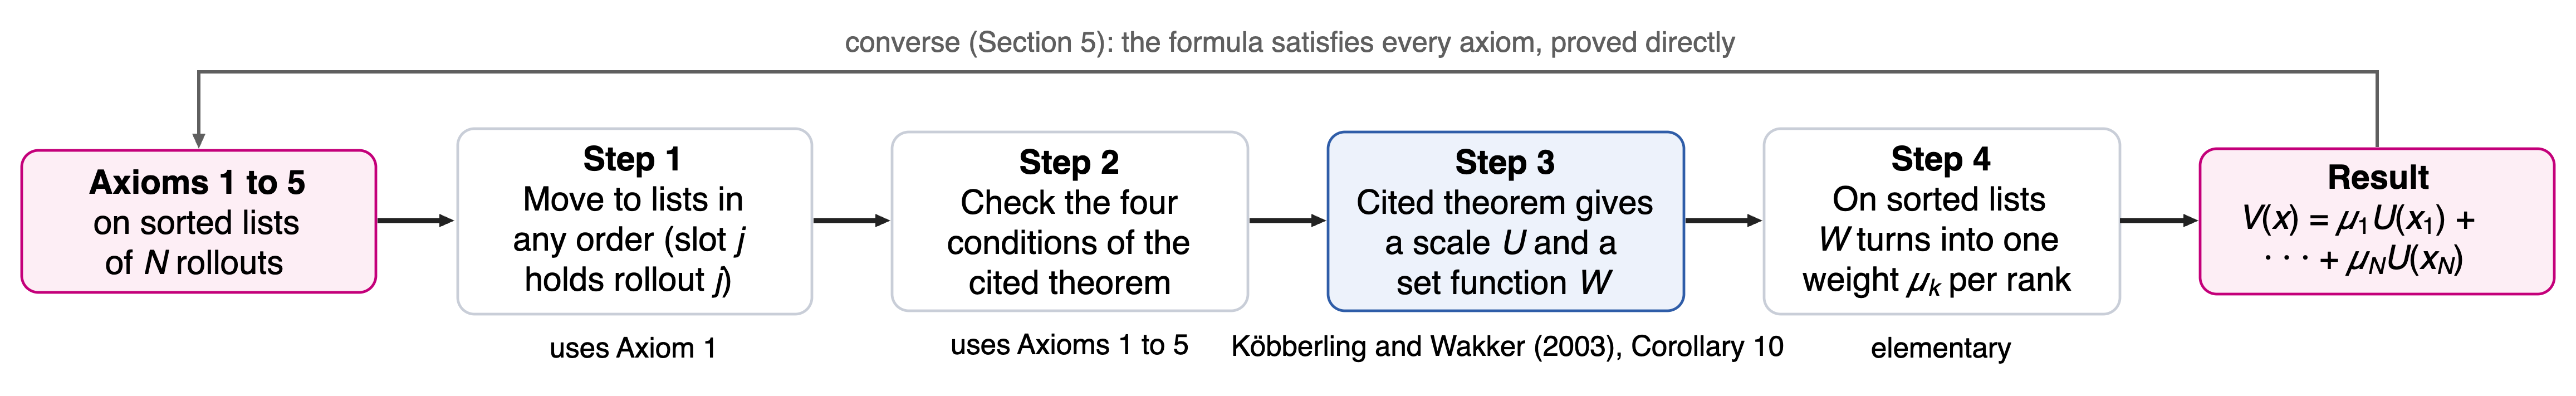 converse (Section 5): the formula satisfies every axiom, proved directly
Axioms 1 to 5
on sorted lists
of N rollouts
Step 1
Move to lists in
any order (slot j
holds rollout j)
uses Axiom 1
Step 2
Check the four
conditions of the
cited theorem
uses Axioms 1 to 5
Step 3
Cited theorem gives
a scale U and a
set function W
Köbberling and Wakker (2003), Corollary 10
Step 4
On sorted lists
W turns into one
weight μₖ per rank
elementary
Result
V(x) = μ₁U(x₁) +
· · · + μ_N U(x_N)